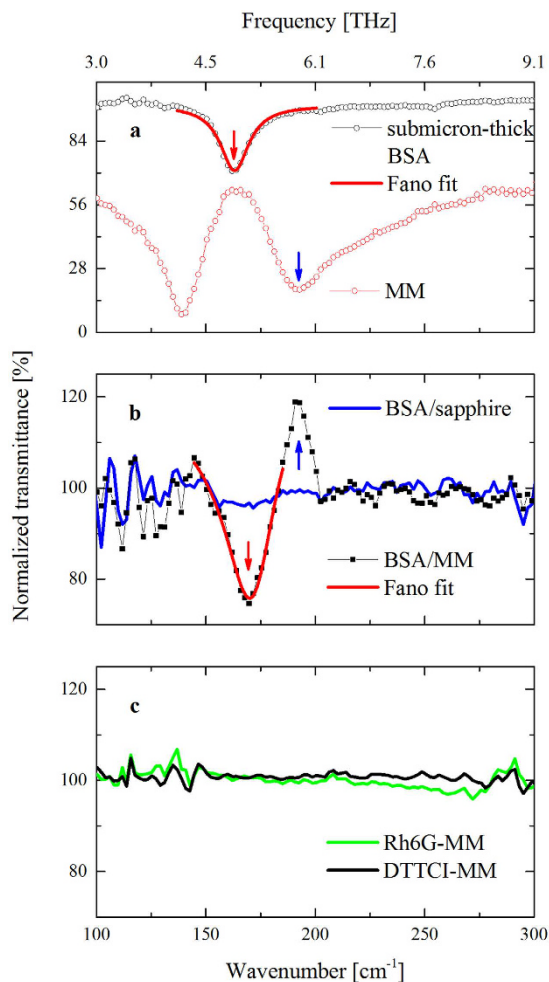 Frequency [THz]
3.0 4.5 6.1 7.6 9.1
a
submicron-thick
BSA
Fano fit
MM
84
56
28
0
Normalized transmittance [%]
b
BSA/sapphire
BSA/MM
Fano fit
120
100
80
c
Rh6G-MM
DTTCI-MM
120
100
80
100 150 200 250 300
Wavenumber [cm⁻¹]